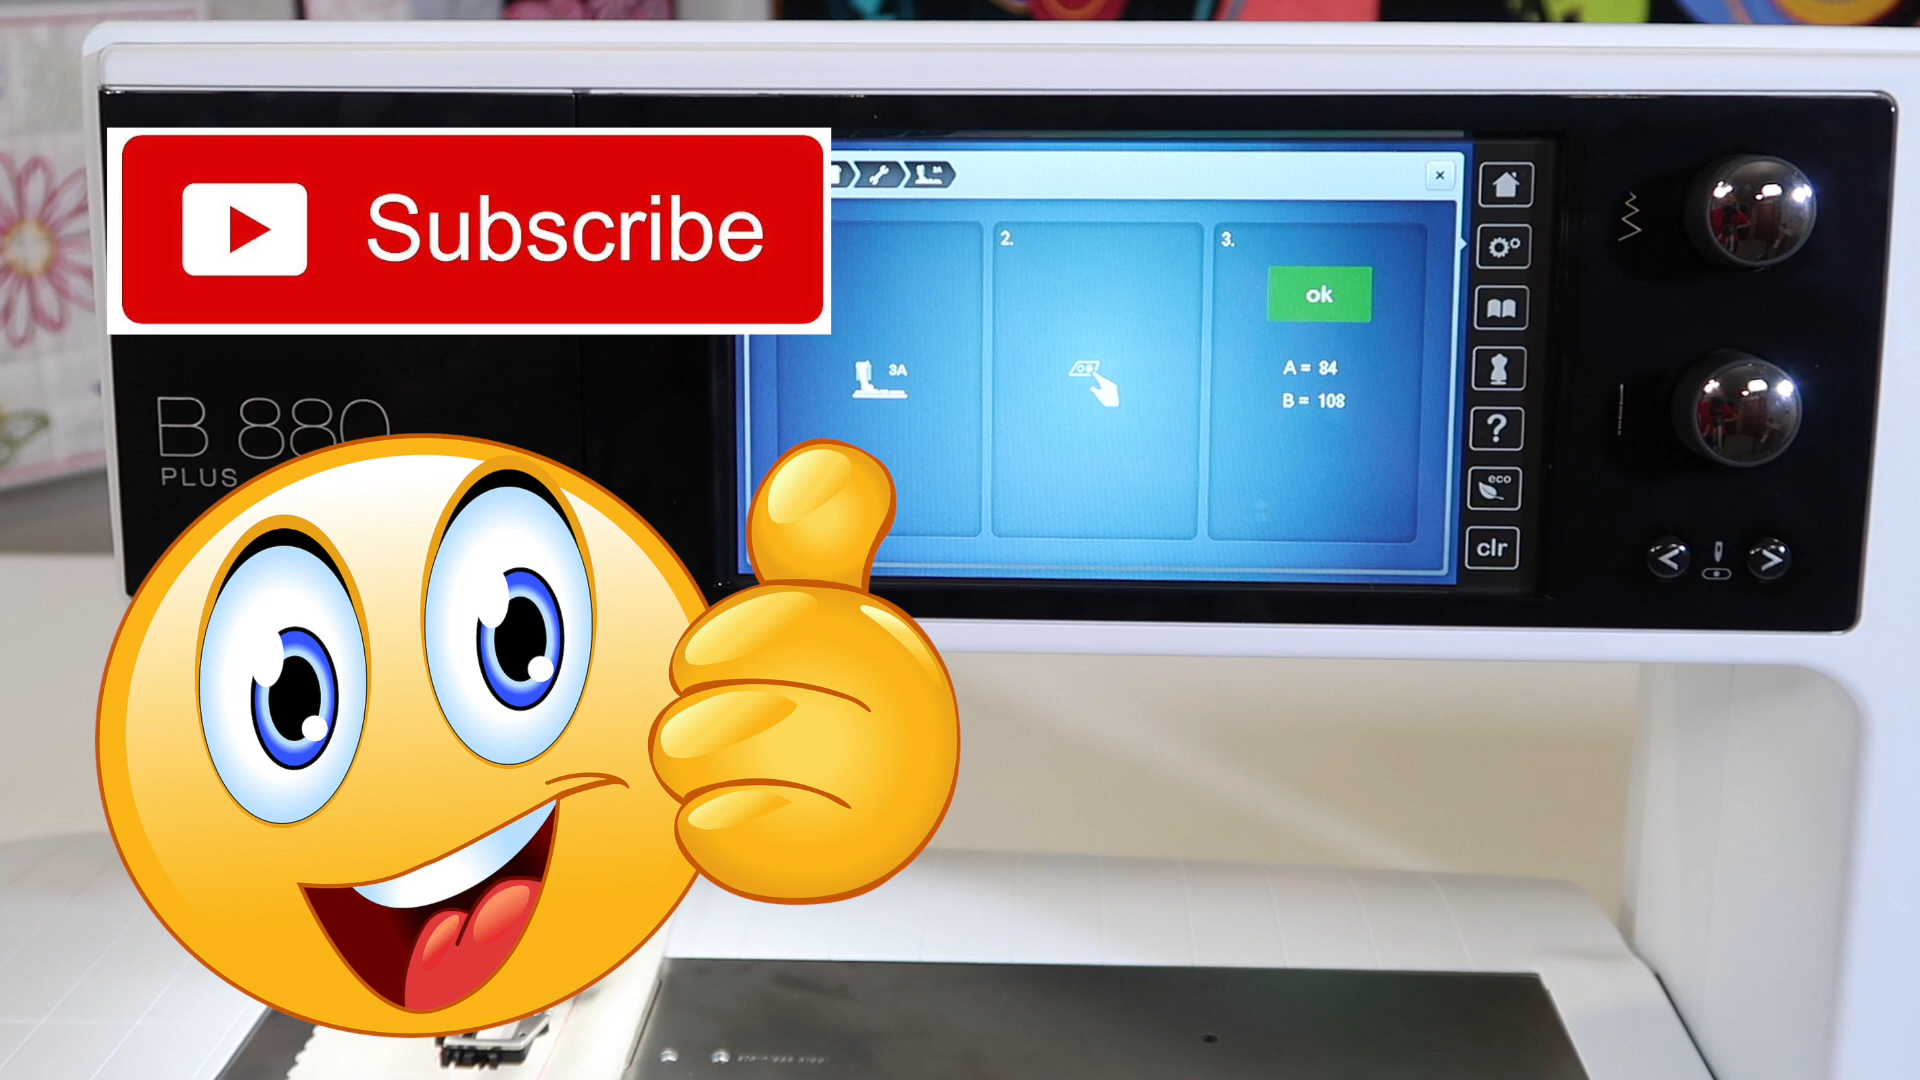 Subscribe
2.
3.
ok
3A
A = 84
B = 108
B 880
PLUS
?
eco
clr